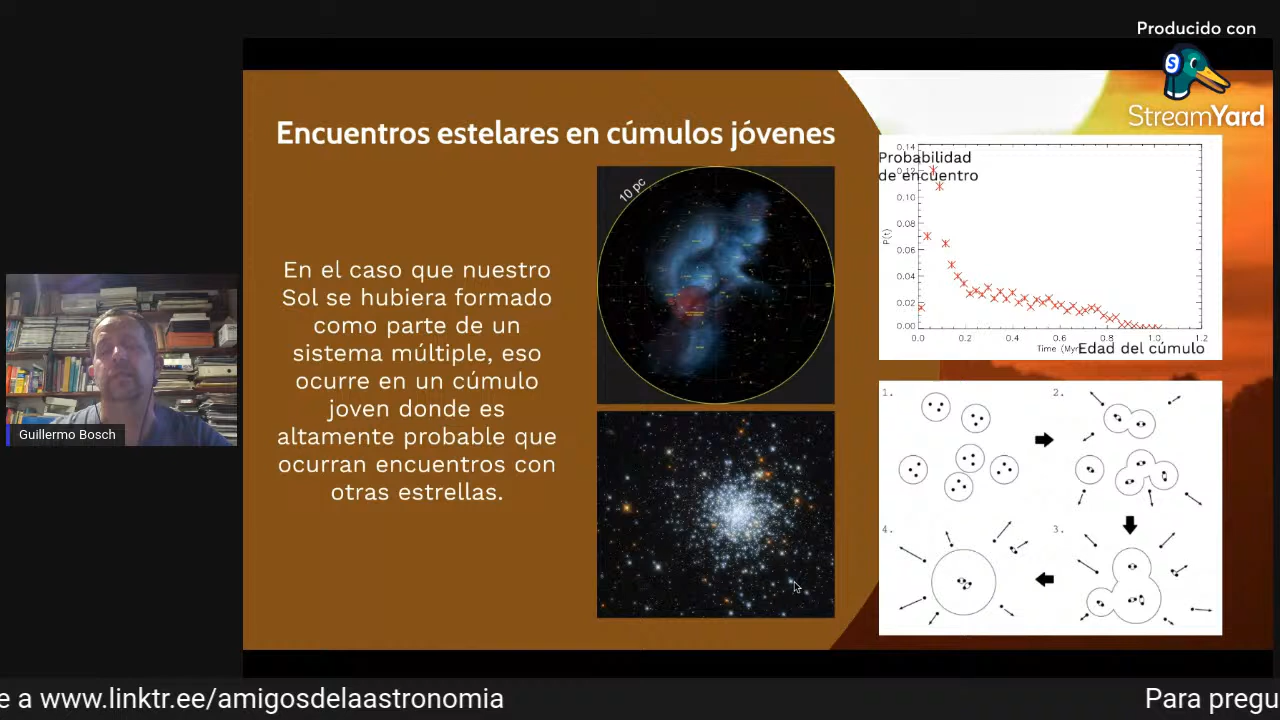 Producido con
StreamYard
Encuentros estelares en cúmulos jóvenes
En el caso que nuestro
Sol se hubiera formado
como parte de un
sistema múltiple, eso
ocurre en un cúmulo
joven donde es
altamente probable que
ocurran encuentros con
otras estrellas.
10 pc
Probabilidad
de encuentro
0.14
0.12
0.10
0.08
0.06
0.04
0.02
0.00
P(t)
0.0 0.2 0.4 0.6 0.8 1.0 1.2
Time (Myr
Edad del cúmulo
1. 2.
4. 3.
Guillermo Bosch
e a www.linktr.ee/amigosdelaastronomia
Para pregu